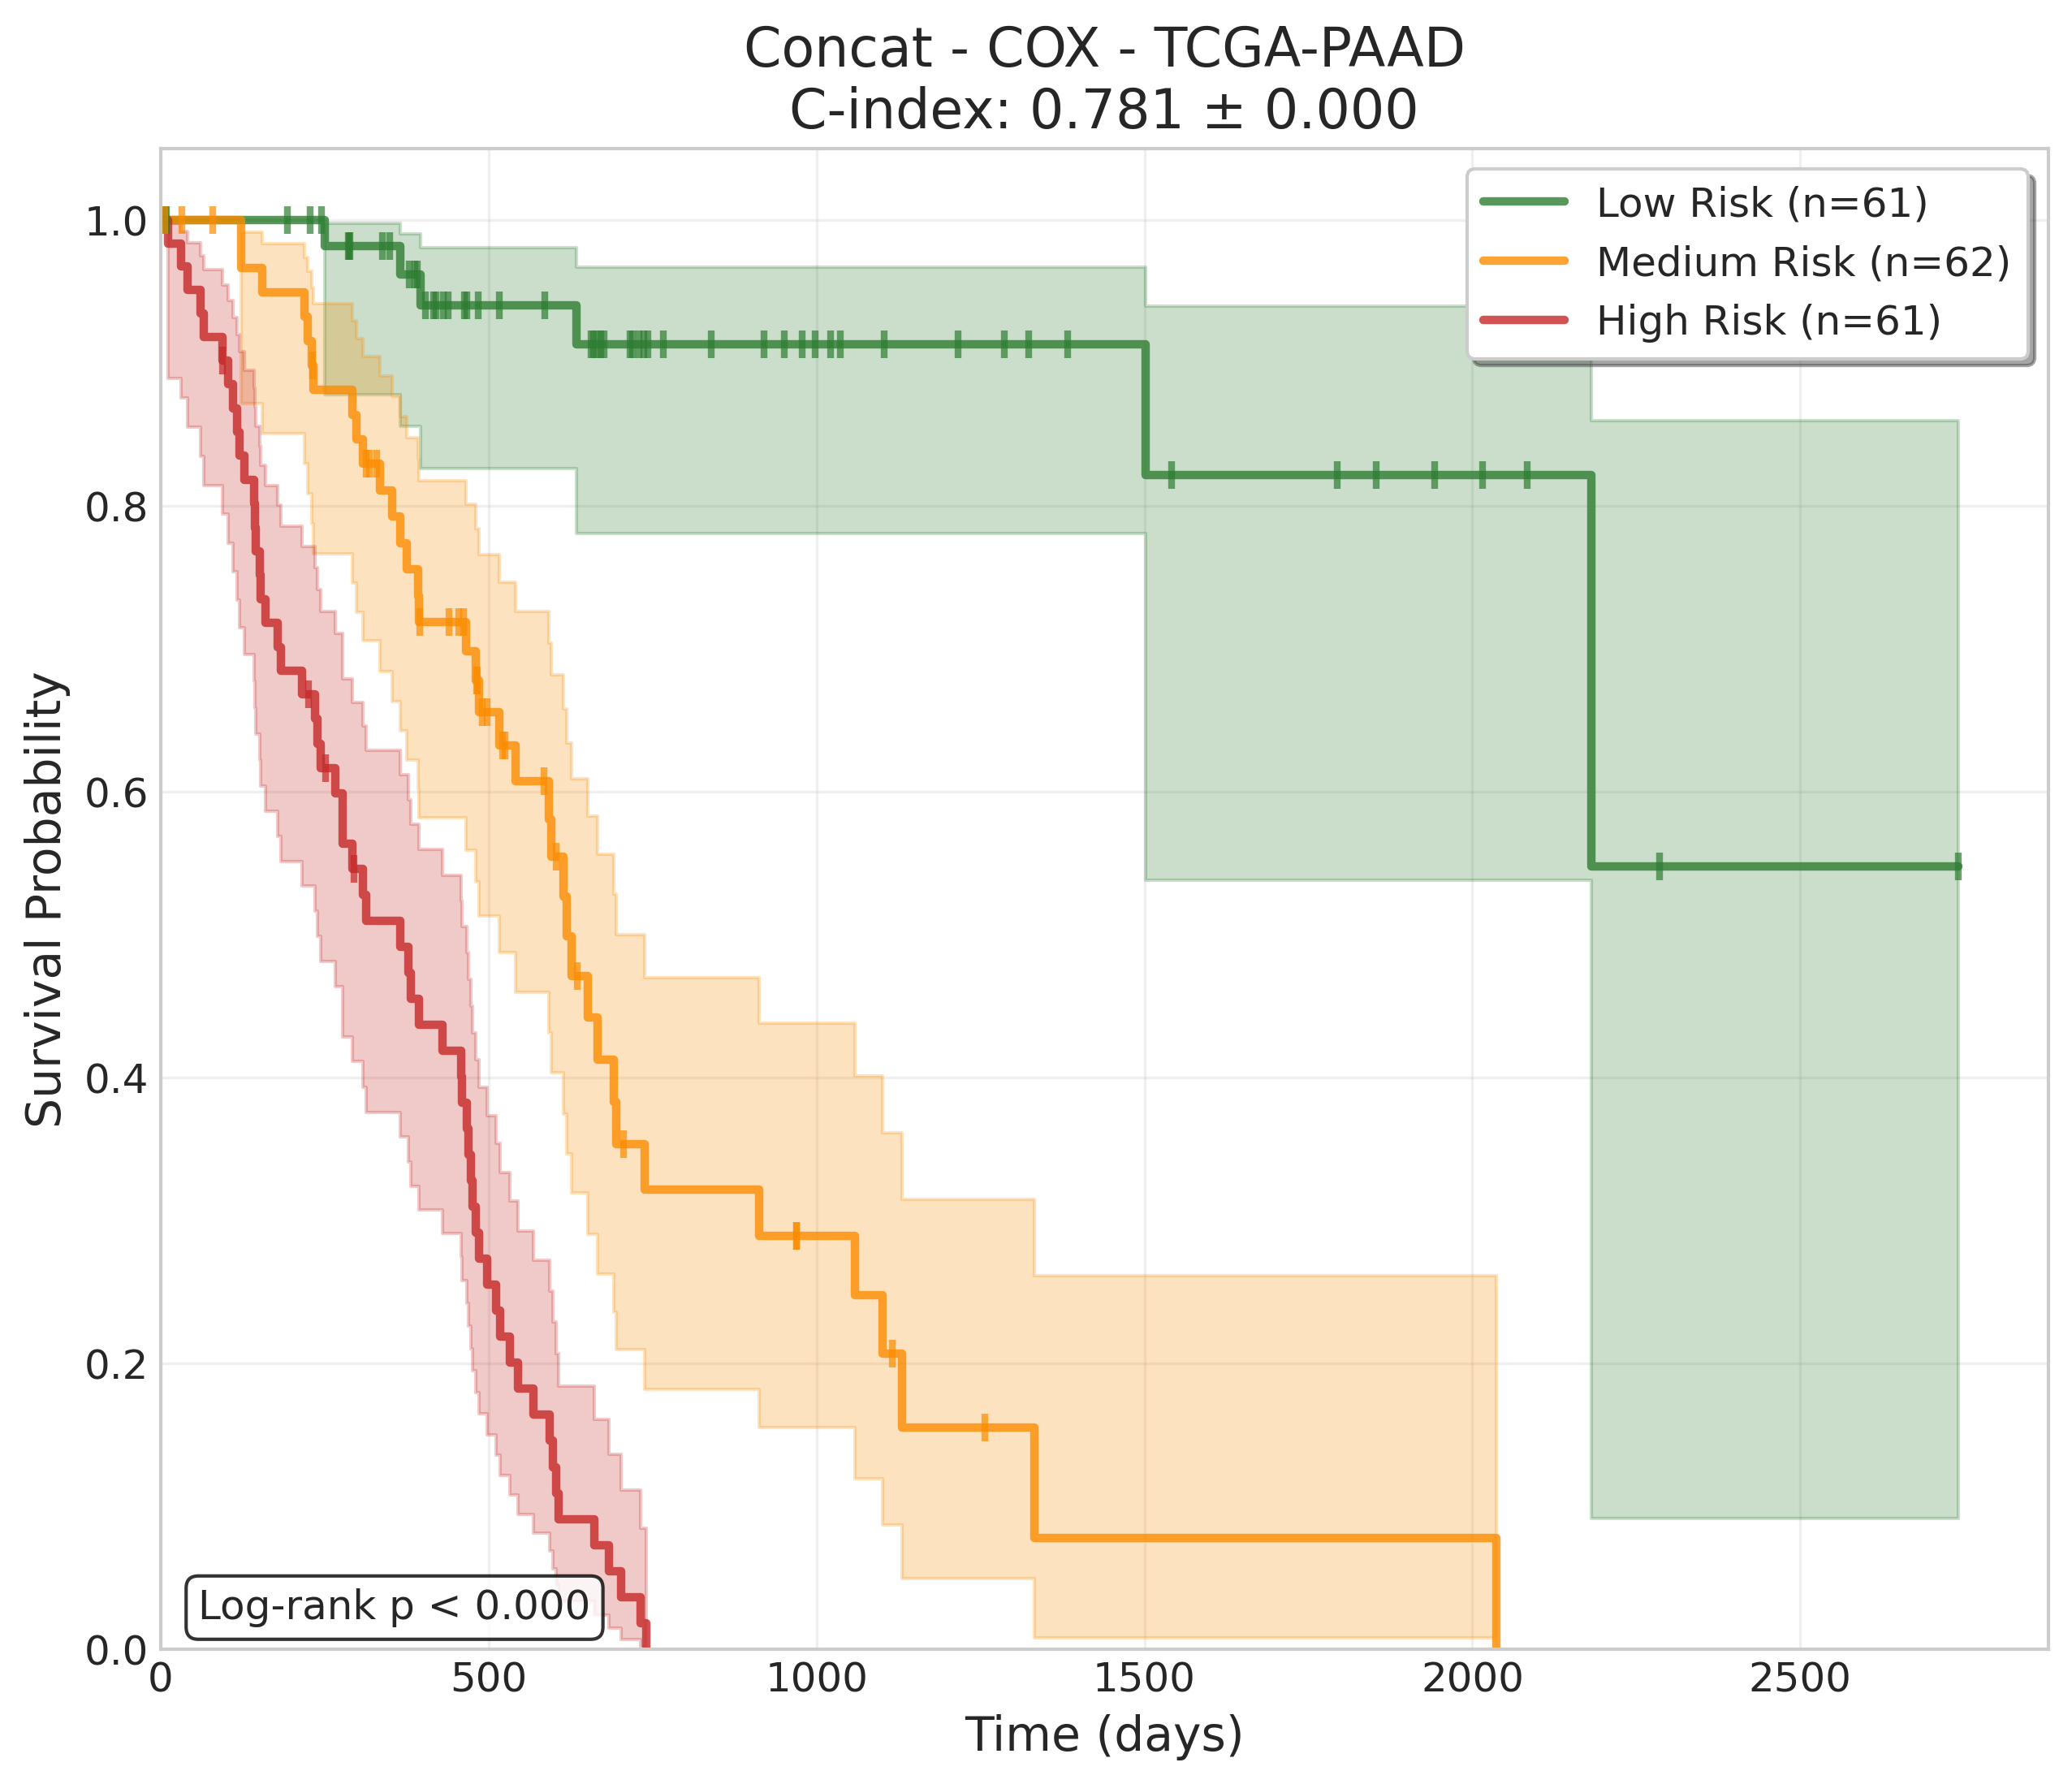 Concat - COX - TCGA-PAAD
C-index: 0.781 ± 0.000
Low Risk (n=61)
Medium Risk (n=62)
High Risk (n=61)
Survival Probability
1.0
0.8
0.6
0.4
0.2
0.0
Log-rank p < 0.000
0 500 1000 1500 2000 2500
Time (days)